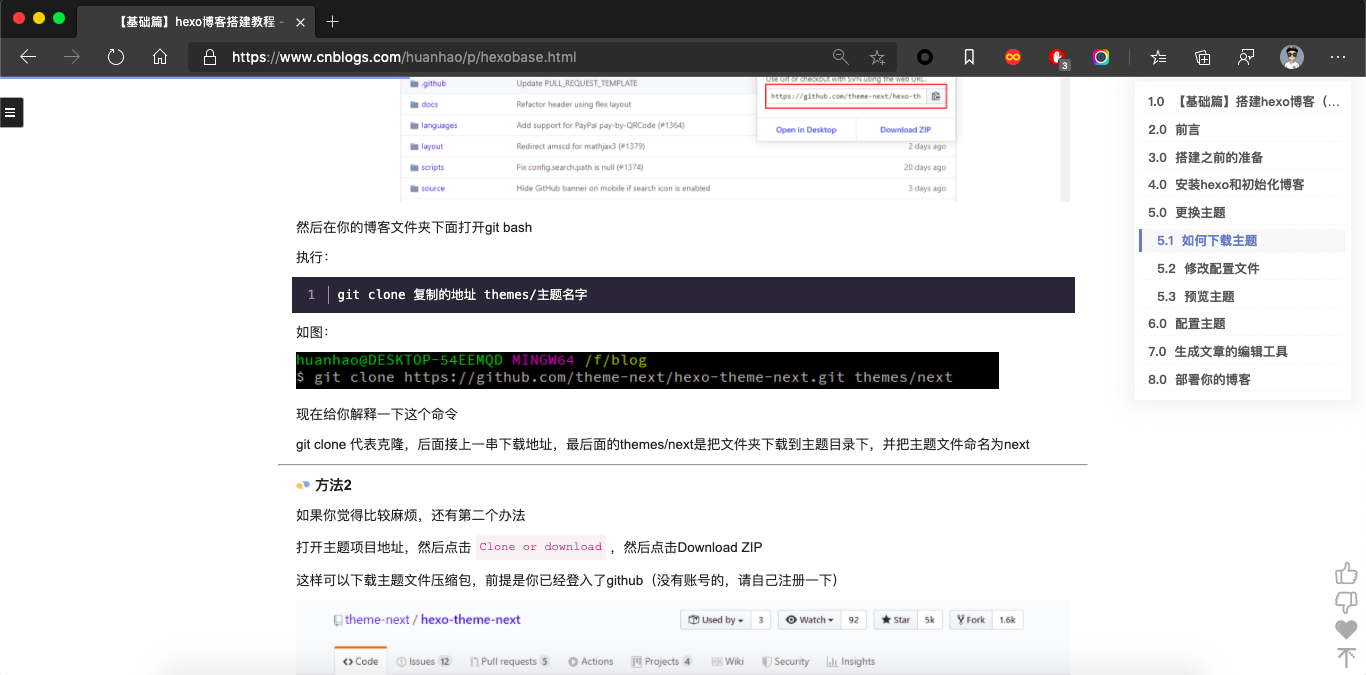 【基础篇】hexo博客搭建教程 -
https://www.cnblogs.com/huanhao/p/hexobase.html
3
Use Git or checkout with SVN using the web URL.
https://github.com/theme-next/hexo-th
Open in Desktop
Download ZIP
.github Update PULL_REQUEST_TEMPLATE
docs Refactor header using flex layout
languages Add support for PayPal pay-by-QRCode (#1364)
layout Redirect amscd for mathjax3 (#1379) 2 days ago
scripts Fix config.search.path is null (#1374) 20 days ago
source Hide GitHub banner on mobile if search icon is enabled 3 days ago
然后在你的博客文件夹下面打开git bash
执行：
1 git clone 复制的地址 themes/主题名字
如图：
huanhao@DESKTOP-54EEMQD MINGW64 /f/blog
$ git clone https://github.com/theme-next/hexo-theme-next.git themes/next
现在给你解释一下这个命令
git clone 代表克隆，后面接上一串下载地址，最后面的themes/next是把文件夹下载到主题目录下，并把主题文件命名为next
方法2
如果你觉得比较麻烦，还有第二个办法
打开主题项目地址，然后点击 Clone or download ，然后点击Download ZIP
这样可以下载主题文件压缩包，前提是你已经登入了github（没有账号的，请自己注册一下）
theme-next / hexo-theme-next
Used by 3 Watch 92 Star 5k Fork 1.6k
Code Issues 12 Pull requests 5 Actions Projects 4 Wiki Security Insights
1.0 【基础篇】搭建hexo博客（...
2.0 前言
3.0 搭建之前的准备
4.0 安装hexo和初始化博客
5.0 更换主题
5.1 如何下载主题
5.2 修改配置文件
5.3 预览主题
6.0 配置主题
7.0 生成文章的编辑工具
8.0 部署你的博客